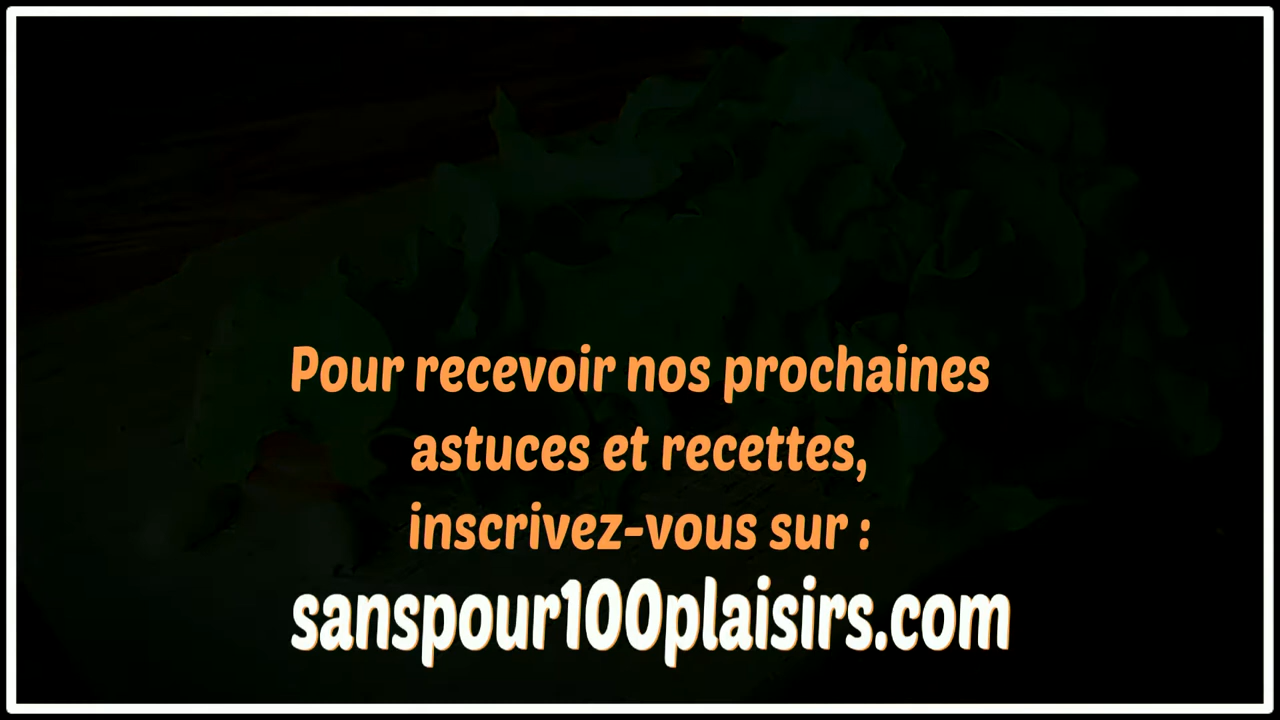 Pour recevoir nos prochaines
astuces et recettes,
inscrivez-vous sur :
sanspour100plaisirs.com